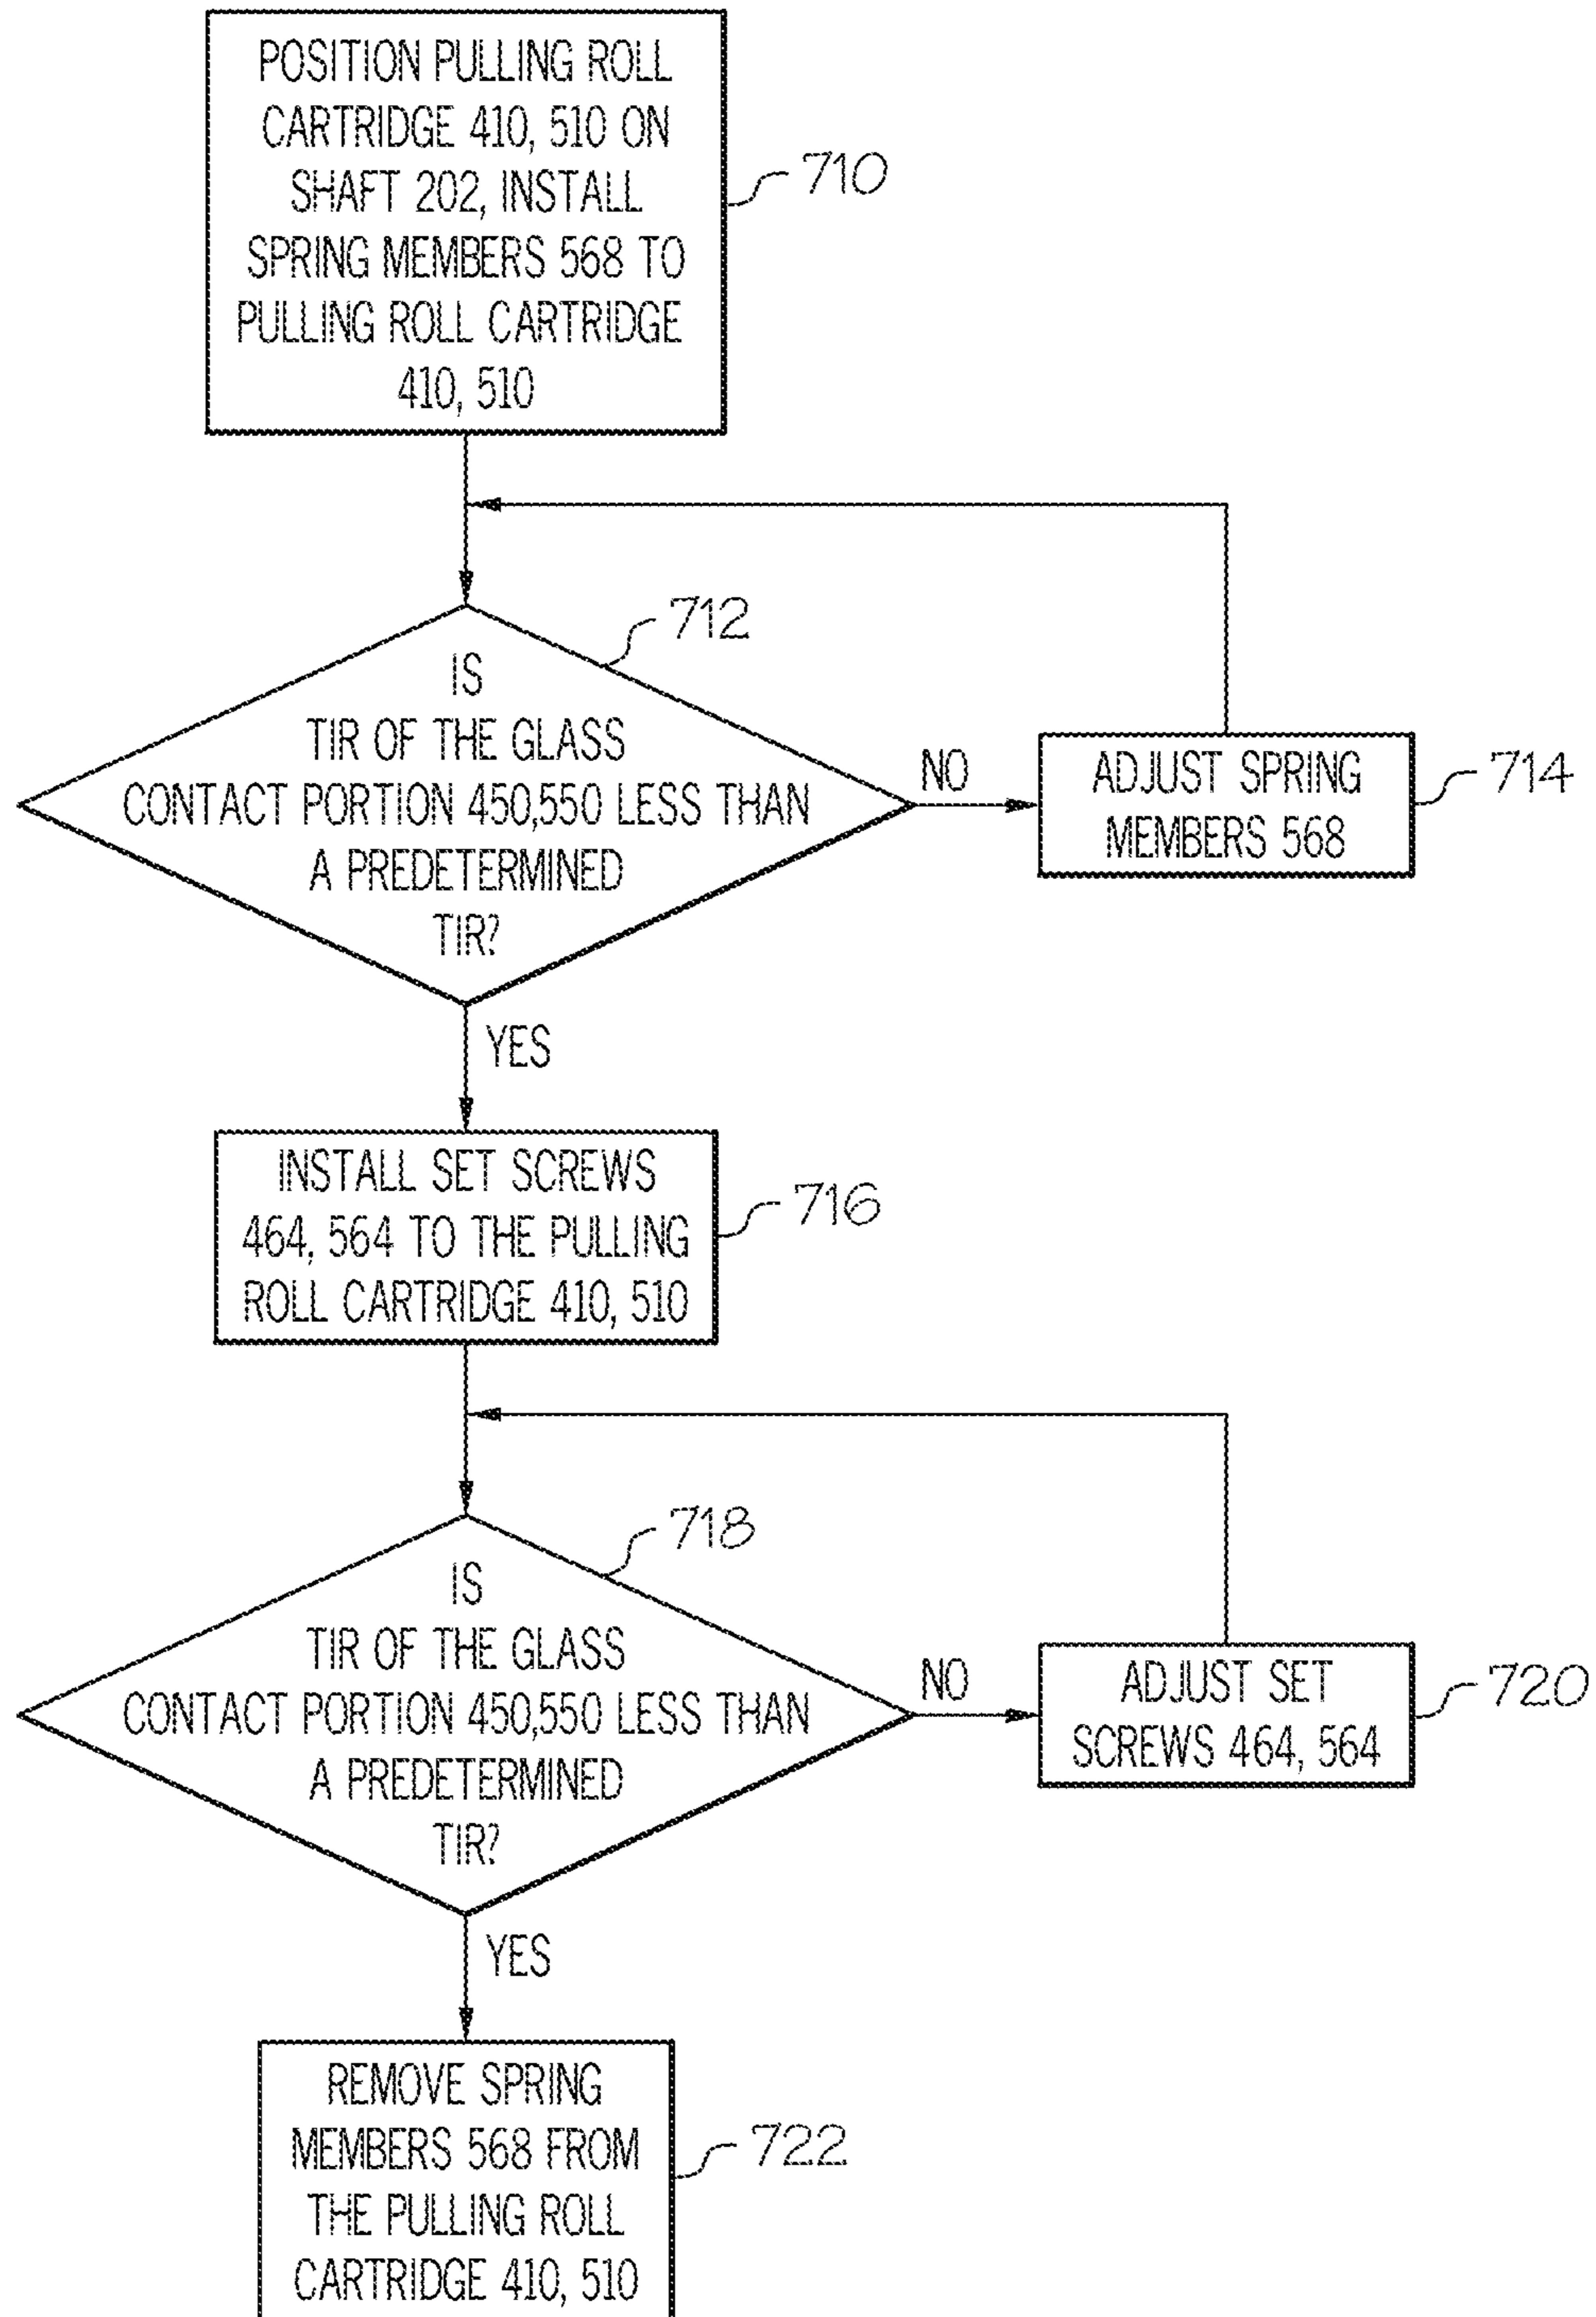 POSITION PULLING ROLL
CARTRIDGE 410, 510 ON
SHAFT 202, INSTALL
SPRING MEMBERS 568 TO
PULLING ROLL CARTRIDGE
410, 510
710
712
IS
TIR OF THE GLASS
CONTACT PORTION 450,550 LESS THAN
A PREDETERMINED
TIR?
NO
ADJUST SPRING
MEMBERS 568
714
YES
INSTALL SET SCREWS
464, 564 TO THE PULLING
ROLL CARTRIDGE 410, 510
716
718
IS
TIR OF THE GLASS
CONTACT PORTION 450,550 LESS THAN
A PREDETERMINED
TIR?
NO
ADJUST SET
SCREWS 464, 564
720
YES
REMOVE SPRING
MEMBERS 568 FROM
THE PULLING ROLL
CARTRIDGE 410, 510
722